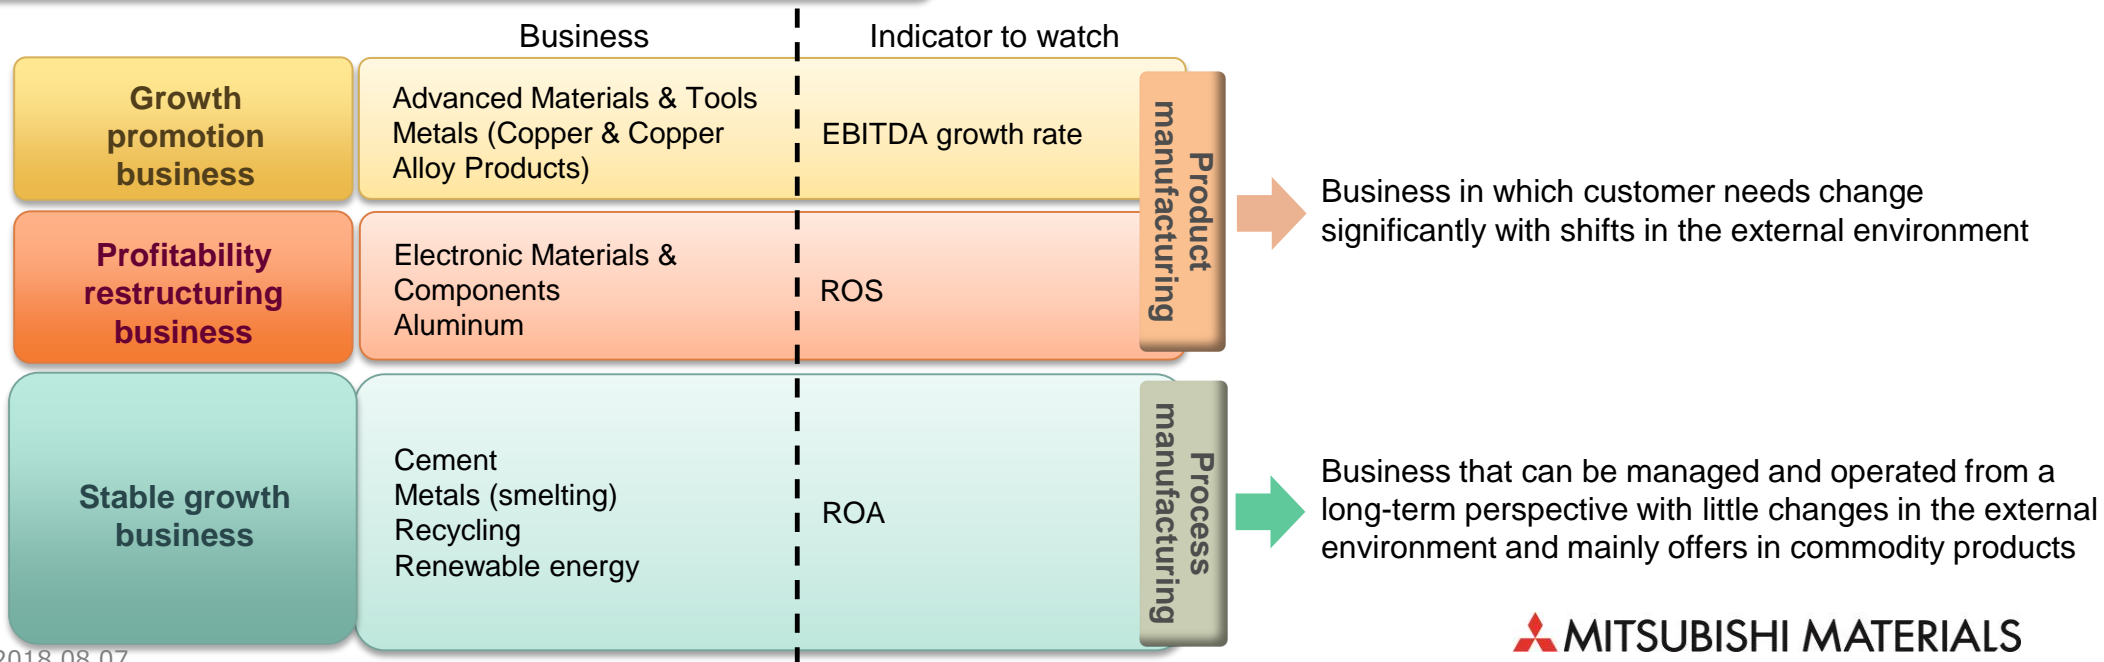 Business
Indicator to watch
Growth
promotion
business
Advanced Materials & Tools
Metals (Copper & Copper
Alloy Products)
EBITDA growth rate
Product
manufacturing
Business in which customer needs change
significantly with shifts in the external environment
Profitability
restructuring
business
Electronic Materials &
Components
Aluminum
ROS
Stable growth
business
Cement
Metals (smelting)
Recycling
Renewable energy
ROA
Process
manufacturing
Business that can be managed and operated from a
long-term perspective with little changes in the external
environment and mainly offers in commodity products
MITSUBISHI MATERIALS
2018.08.07